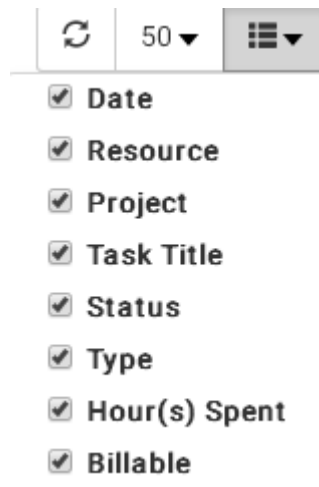 50
Date
Resource
Project
Task Title
Status
Type
Hour(s) Spent
Billable